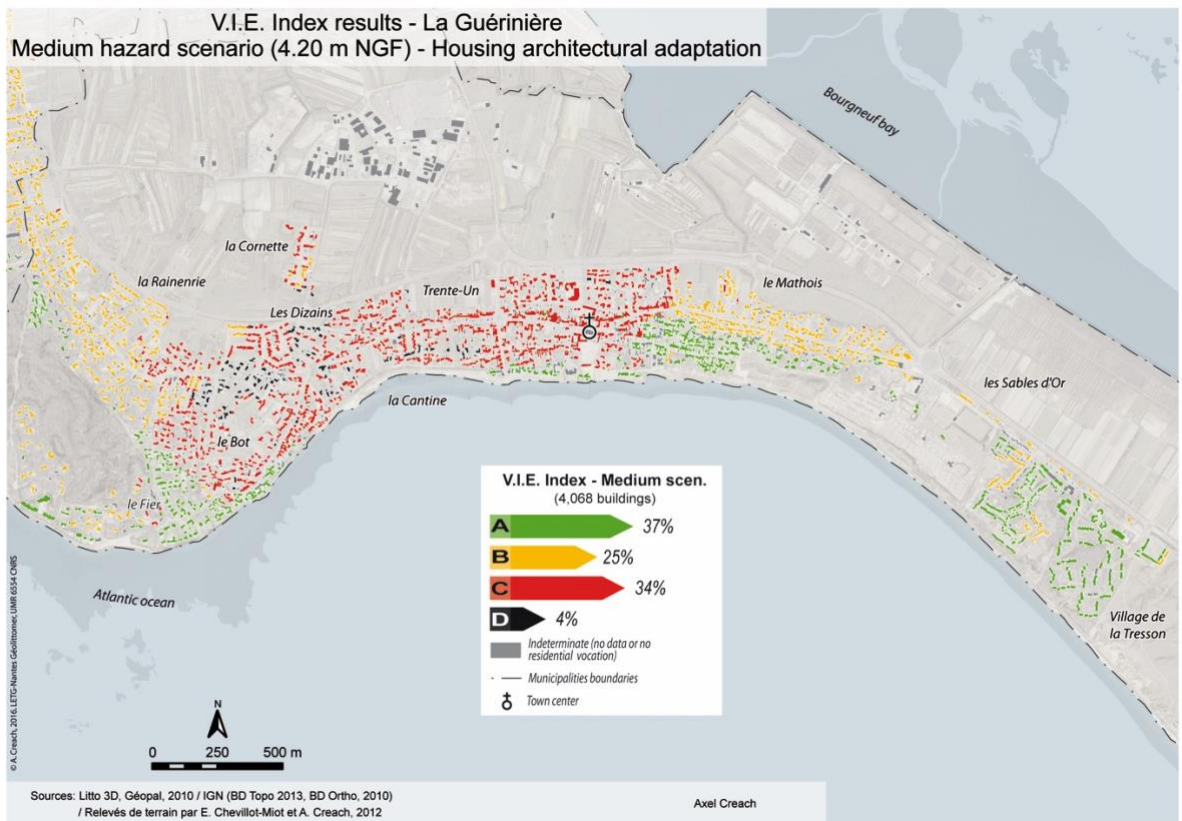 V.I.E. Index results - La Guérinière
Medium hazard scenario (4.20 m NGF) - Housing architectural adaptation
Bourgneuf bay
la Cornette
la Rainenrie
Trente-Un
le Mathois
Les Dizains
les Sables d'Or
la Cantine
le Bot
le Fier
Atlantic ocean
Village de
la Tresson
V.I.E. Index - Medium scen.
(4,068 buildings)
A 37%
B 25%
C 34%
D 4%
Indeterminate (no data or no
residential vocation)
Municipalities boundaries
Town center
N
0 250 500 m
© A.Creach, 2016, LETG-Nantes Géolittomer, UMR 6554 CNRS
Sources: Litto 3D, Géopal, 2010 / IGN (BD Topo 2013, BD Ortho, 2010)
/ Relevés de terrain par E. Chevillot-Miot et A. Creach, 2012
Axel Creach